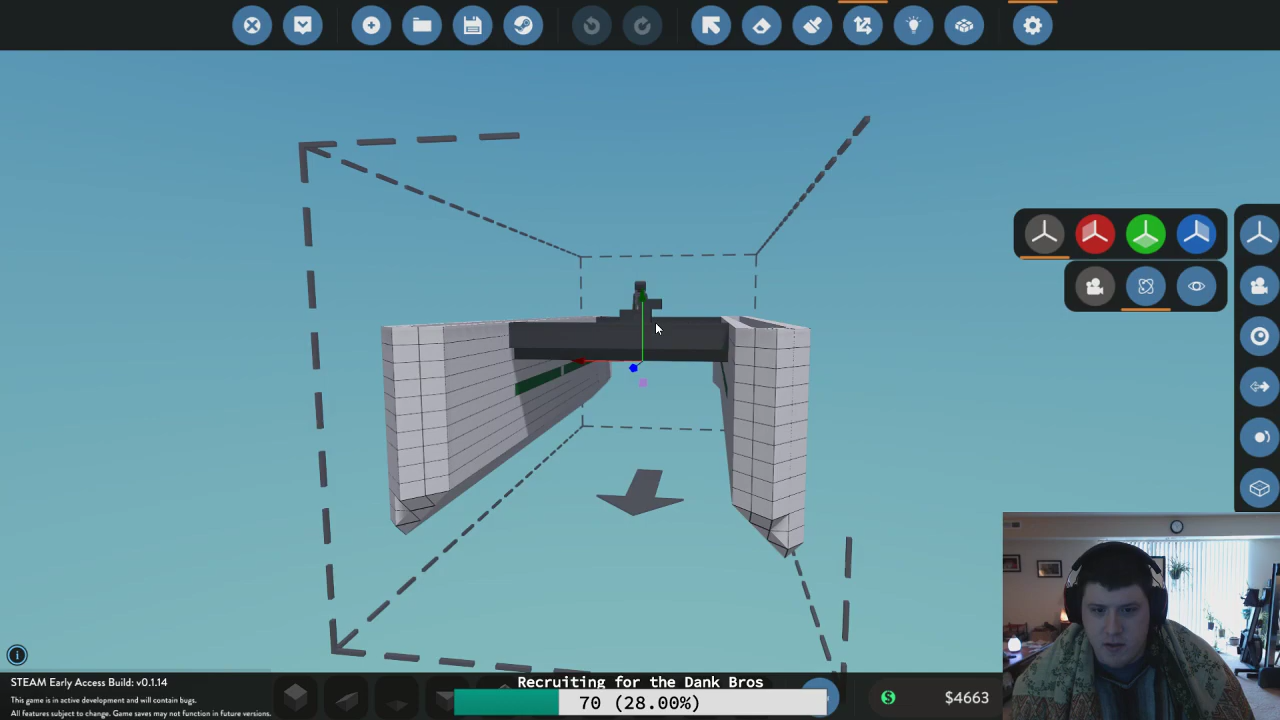 STEAM Early Access Build: v0.1.14
This game is in active development and will contain bugs.
All features subject to change. Game saves may not function in future versions.
Recruiting for the Dank Bros
70 (28.00%)
$
$4663